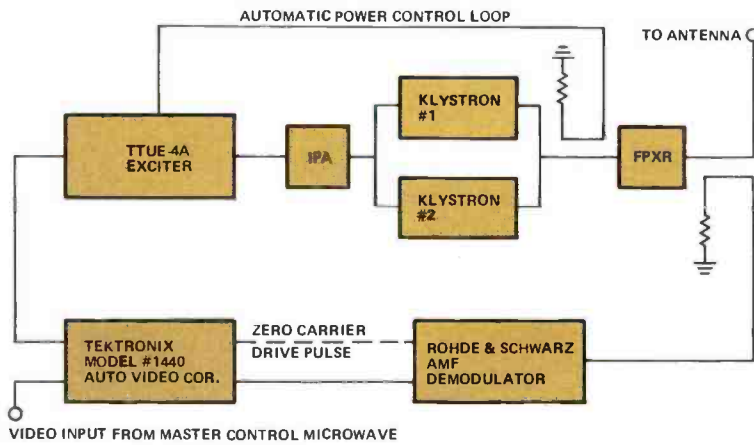 AUTOMATIC POWER CONTROL LOOP
TO ANTENNA
TTUE-4A
EXCITER
IPA
KLYSTRON
#1
KLYSTRON
#2
FPXR
TEKTRONIX
MODEL #1440
AUTO VIDEO COR.
ZERO CARRIER
DRIVE PULSE
ROHDE & SCHWARZ
AMF
DEMODULATOR
VIDEO INPUT FROM MASTER CONTROL MICROWAVE